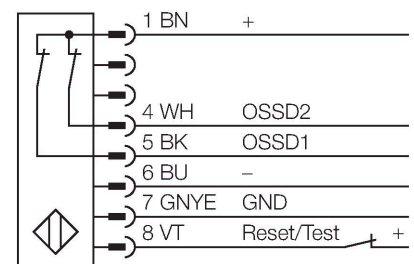 1 BN +
4 WH OSSD2
5 BK OSSD1
6 BU –
7 GNYE GND
8 VT Reset/Test +